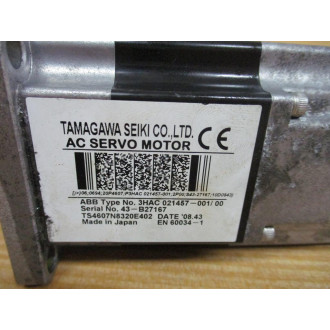 TAMAGAWA SEIKI CO.,LTD. CE
AC SERVO MOTOR
ABB Type No. 3HAC 021457-001/00
Serial No. 43-B27167
TS4607N8320E402 DATE '08.43
Made in Japan EN 60034-1